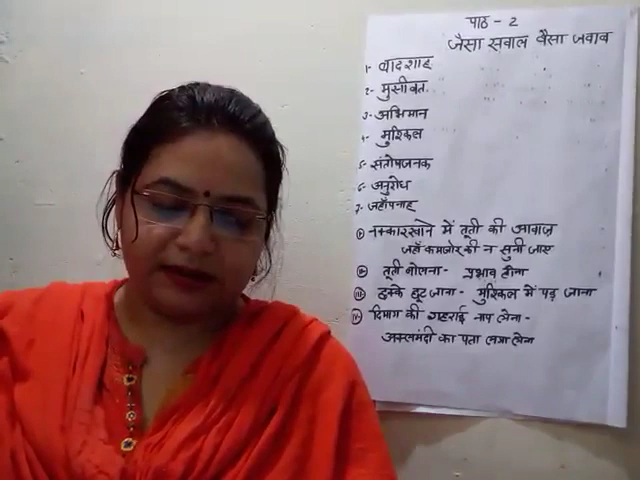 पाठ - 2
जैसा सवाल वैसा जवाब
1- बादशाह
2- मुसीबत
3- अभिमान
4- मुश्किल
5- संतोषजनक
6- अनुरोध
7- जहाँपनाह
I- नक्कारखाने में तूती की आवाज़
जहाँ कमजोर की न सुनी जाए
II- तूती बोलना- प्रभाव होना
III- छक्के छूट जाना- मुश्किल में पड़ जाना
IV- दिमाग की गहराई नाप लेना-
अक्लमंदी का पता लगा लेना